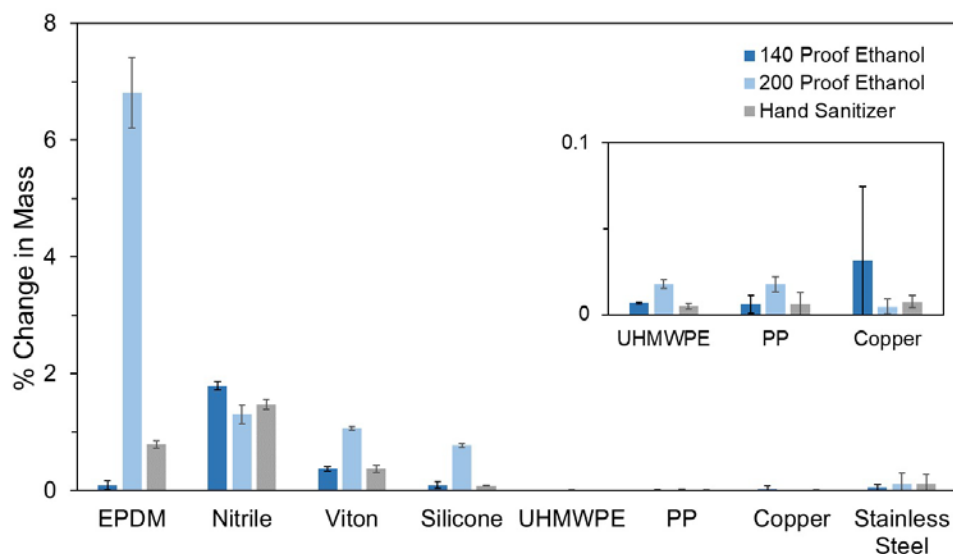 % Change in Mass
8
6
4
2
0
140 Proof Ethanol
200 Proof Ethanol
Hand Sanitizer
0.1
0
UHMWPE PP Copper
EPDM Nitrile Viton Silicone UHMWPE PP Copper Stainless
Steel